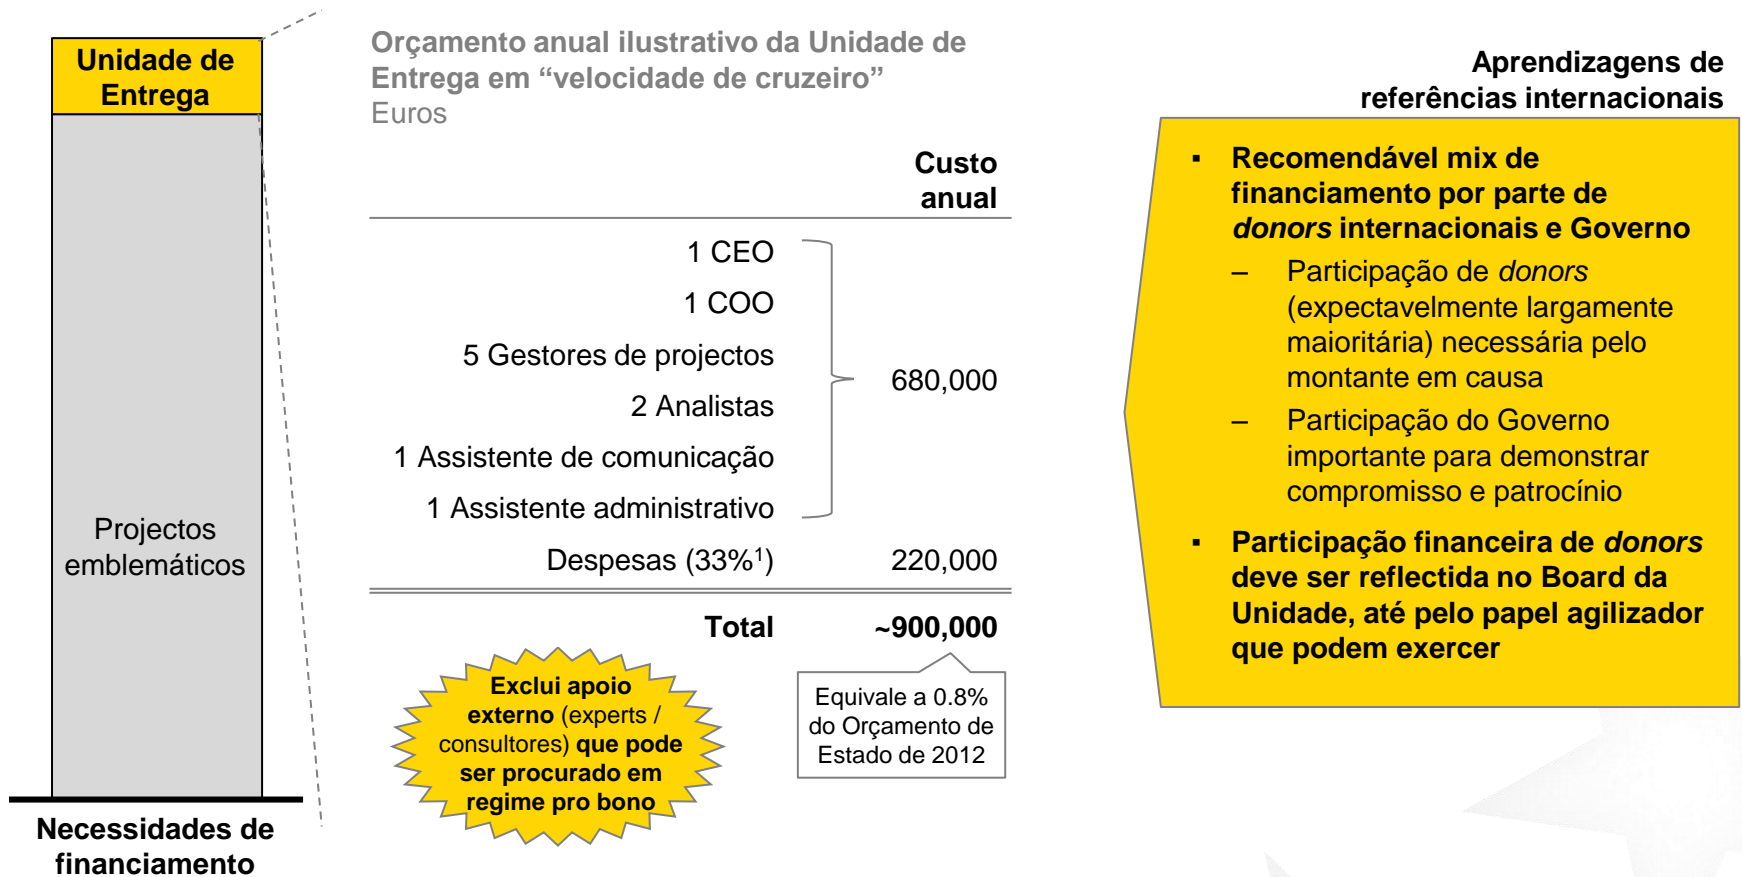 Unidade de
Entrega
Projectos
emblemáticos
Necessidades de
financiamento
Orçamento anual ilustrativo da Unidade de
Entrega em “velocidade de cruzeiro”
Euros
Custo
anual
1 CEO
1 COO
5 Gestores de projectos
2 Analistas
1 Assistente de comunicação
1 Assistente administrativo
680,000
Despesas (33%¹) 220,000
Total ~900,000
Exclui apoio
externo (experts /
consultores) que pode
ser procurado em
regime pro bono
Equivale a 0.8%
do Orçamento de
Estado de 2012
Aprendizagens de
referências internacionais
▪ Recomendável mix de
financiamento por parte de
donors internacionais e Governo
– Participação de donors
(expectavelmente largamente
maioritária) necessária pelo
montante em causa
– Participação do Governo
importante para demonstrar
compromisso e patrocínio
▪ Participação financeira de donors
deve ser reflectida no Board da
Unidade, até pelo papel agilizador
que podem exercer